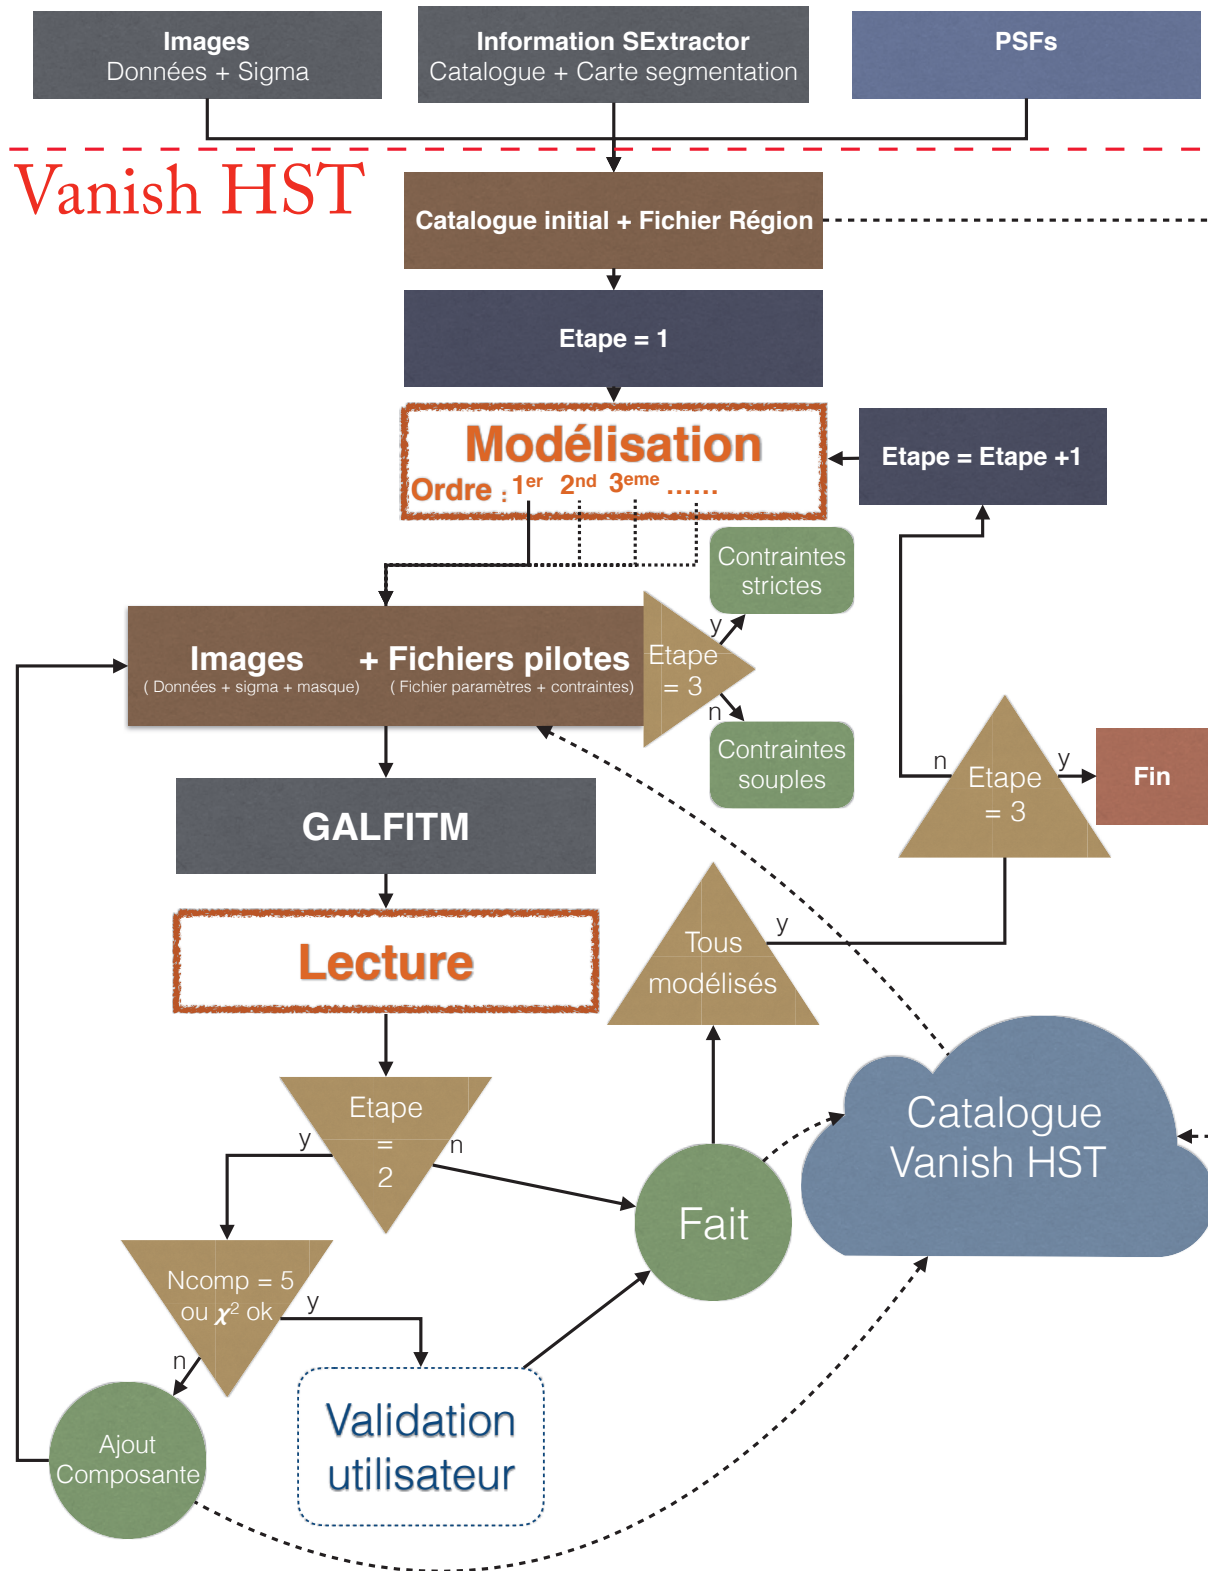 Images
Données + Sigma
Information SExtractor
Catalogue + Carte segmentation
PSFs
Vanish HST
Catalogue initial + Fichier Région
Etape = 1
Modélisation
Ordre : 1er 2nd 3eme ......
Etape = Etape +1
Contraintes
strictes
Images + Fichiers pilotes
( Données + sigma + masque) ( Fichier paramètres + contraintes)
Etape
= 3
y
n
Contraintes
souples
GALFITM
n
Etape
= 3
y
Fin
Lecture
Tous
modélisés
y
Etape
=
2
y
n
Catalogue
Vanish HST
Fait
Ncomp = 5
ou χ² ok
y
n
Validation
utilisateur
Ajout
Composante